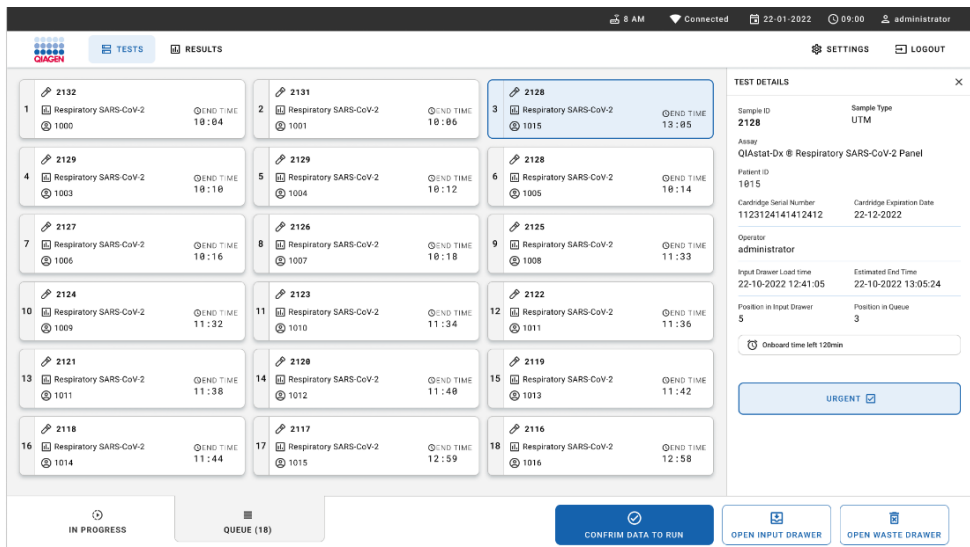 8 AM Connected 22-01-2022 09:00 administrator
QIAGEN TESTS RESULTS SETTINGS LOGOUT
1 2132
Respiratory SARS-CoV-2 END TIME
1000 10:04
2 2131
Respiratory SARS-CoV-2 END TIME
1001 10:06
3 2128
Respiratory SARS-CoV-2 END TIME
1015 13:05
4 2129
Respiratory SARS-CoV-2 END TIME
1003 10:10
5 2129
Respiratory SARS-CoV-2 END TIME
1004 10:12
6 2128
Respiratory SARS-CoV-2 END TIME
1005 10:14
7 2127
Respiratory SARS-CoV-2 END TIME
1006 10:16
8 2126
Respiratory SARS-CoV-2 END TIME
1007 10:18
9 2125
Respiratory SARS-CoV-2 END TIME
1008 11:33
10 2124
Respiratory SARS-CoV-2 END TIME
1009 11:32
11 2123
Respiratory SARS-CoV-2 END TIME
1010 11:34
12 2122
Respiratory SARS-CoV-2 END TIME
1011 11:36
13 2121
Respiratory SARS-CoV-2 END TIME
1011 11:38
14 2120
Respiratory SARS-CoV-2 END TIME
1012 11:40
15 2119
Respiratory SARS-CoV-2 END TIME
1013 11:42
16 2118
Respiratory SARS-CoV-2 END TIME
1014 11:44
17 2117
Respiratory SARS-CoV-2 END TIME
1015 12:59
18 2116
Respiratory SARS-CoV-2 END TIME
1016 12:58
TEST DETAILS
Sample ID Sample Type
2128 UTM
Assay
QIAstat-Dx ® Respiratory SARS-CoV-2 Panel
Patient ID
1015
Cardridge Serial Number Cardridge Expiration Date
1123124141412412 22-12-2022
Operator
administrator
Input Drawer Load time Estimated End Time
22-10-2022 12:41:05 22-10-2022 13:05:24
Position in Input Drawer Position in Queue
5 3
Onboard time left 120min
URGENT
IN PROGRESS QUEUE (18) CONFRIM DATA TO RUN OPEN INPUT DRAWER OPEN WASTE DRAWER